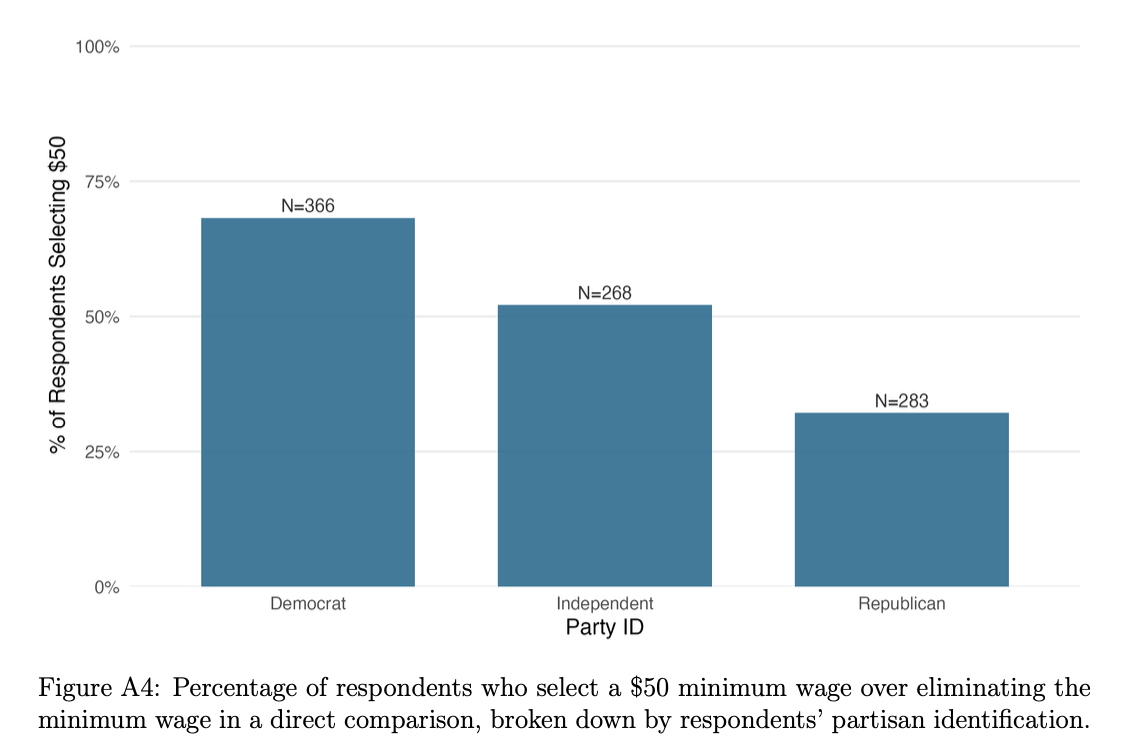 100%
75%
50%
25%
0%
% of Respondents Selecting $50
N=366
N=268
N=283
Democrat
Independent
Republican
Party ID
Figure A4: Percentage of respondents who select a $50 minimum wage over eliminating the
minimum wage in a direct comparison, broken down by respondents’ partisan identification.